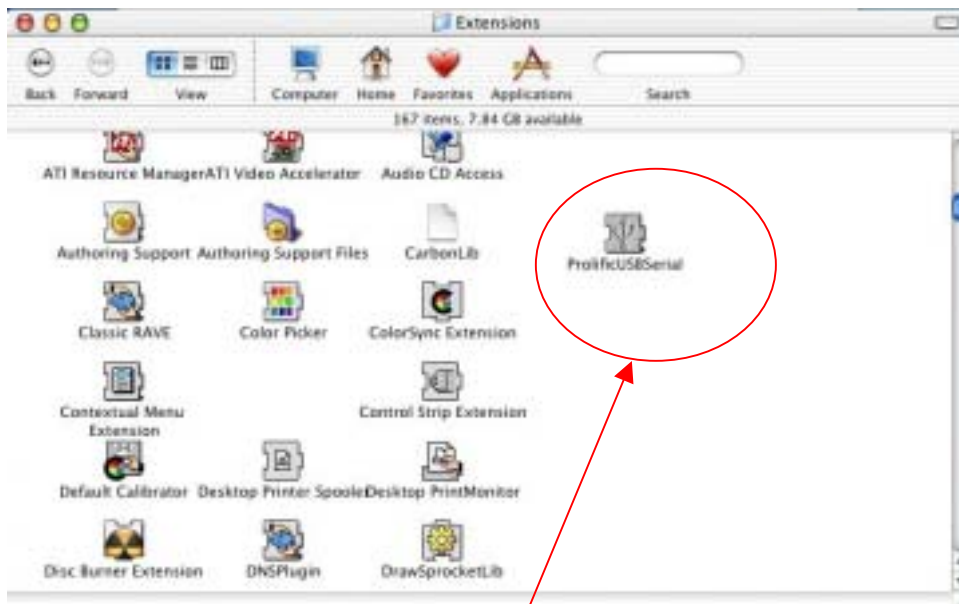 Extensions
Back Forward View Computer Home Favorites Applications Search
167 items, 7.84 GB available
ATI Resource Manager ATI Video Accelerator Audio CD Access
Authoring Support Authoring Support Files CarbonLib ProlificUSBSerial
Classic RAVE Color Picker ColorSync Extension
Contextual Menu Control Strip Extension
Extension
Default Calibrator Desktop Printer Spooler Desktop PrintMonitor
Disc Burner Extension DNSPlugin DrawSprocketLib